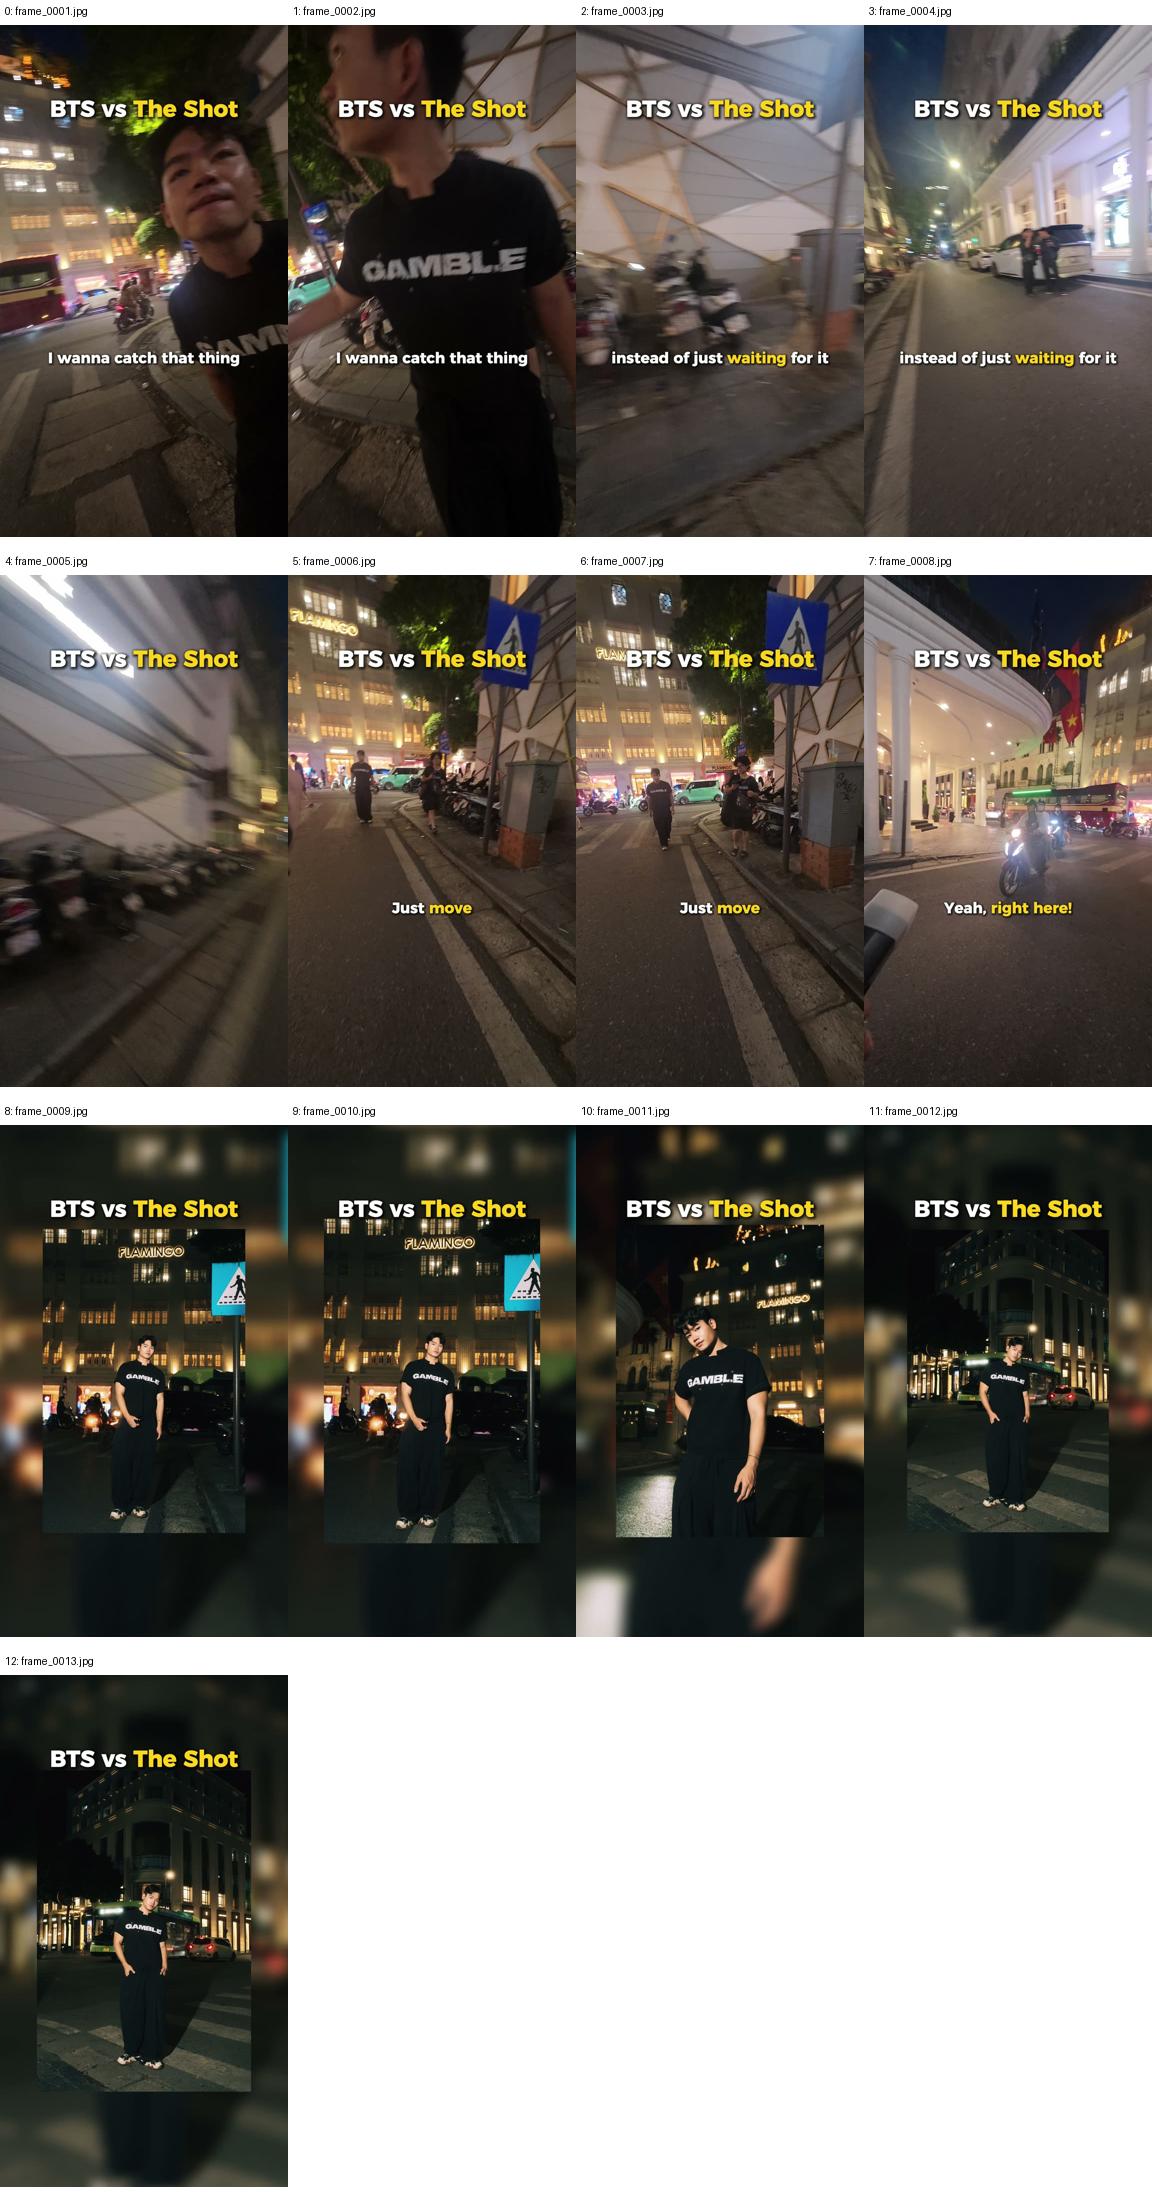 0: frame_0001.jpg
BTS vs The Shot
I wanna catch that thing
1: frame_0002.jpg
BTS vs The Shot
GAMBLE
I wanna catch that thing
2: frame_0003.jpg
BTS vs The Shot
instead of just waiting for it
3: frame_0004.jpg
BTS vs The Shot
instead of just waiting for it
4: frame_0005.jpg
BTS vs The Shot
5: frame_0006.jpg
FLAMINGO
BTS vs The Shot
Just move
6: frame_0007.jpg
BTS vs The Shot
Just move
7: frame_0008.jpg
BTS vs The Shot
Yeah, right here!
8: frame_0009.jpg
BTS vs The Shot
FLAMINGO
GAMBLE
9: frame_0010.jpg
BTS vs The Shot
FLAMINGO
GAMBLE
10: frame_0011.jpg
BTS vs The Shot
FLAMINGO
GAMBLE
11: frame_0012.jpg
BTS vs The Shot
GAMBLE
12: frame_0013.jpg
BTS vs The Shot
GAMBLE